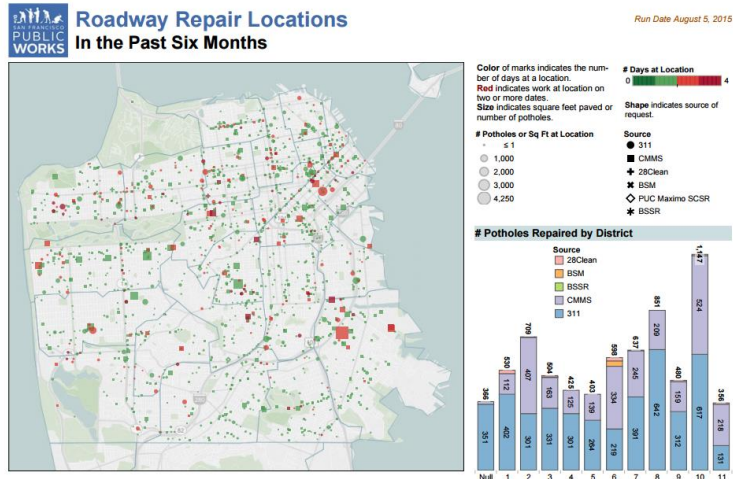 SAN FRANCISCO
PUBLIC
WORKS
Roadway Repair Locations
In the Past Six Months
Run Date August 5, 2015
Color of marks indicates the num-
ber of days at a location.
Red indicates work at location on
two or more dates.
Size indicates square feet paved or
number of potholes.
# Days at Location
0 4
Shape indicates source of
request.
# Potholes or Sq Ft at Location
≤ 1
1,000
2,000
3,000
4,250
Source
311
CMMS
28Clean
BSM
PUC Maximo SCSR
BSSR
# Potholes Repaired by District
Source
28Clean
BSM
BSSR
CMMS
311
366 530 709 504 425 403 598 637 851 480 1,147 356
112 407 163 125 139 334 245 209 159 524 218
351 402 301 331 301 264 219 391 642 312 617 131
Null 1 2 3 4 5 6 7 8 9 10 11